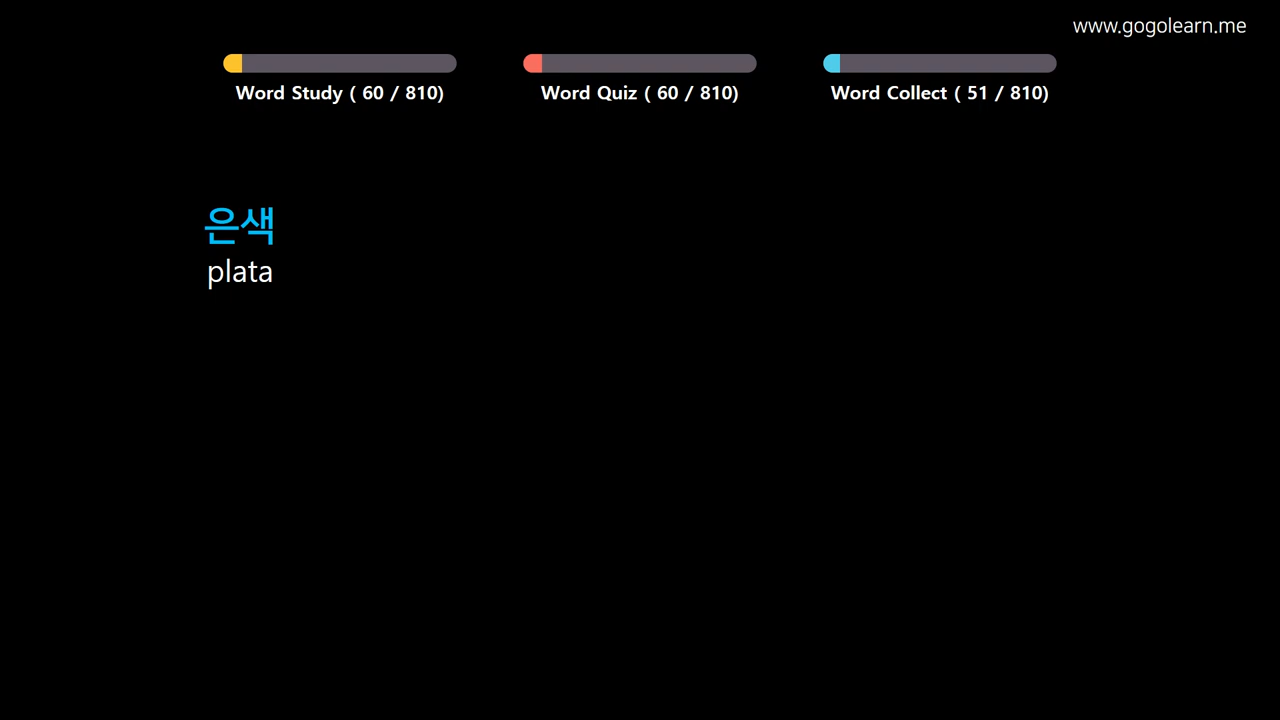 www.gogolearn.me
Word Study ( 60 / 810)
Word Quiz ( 60 / 810)
Word Collect ( 51 / 810)
은색
plata